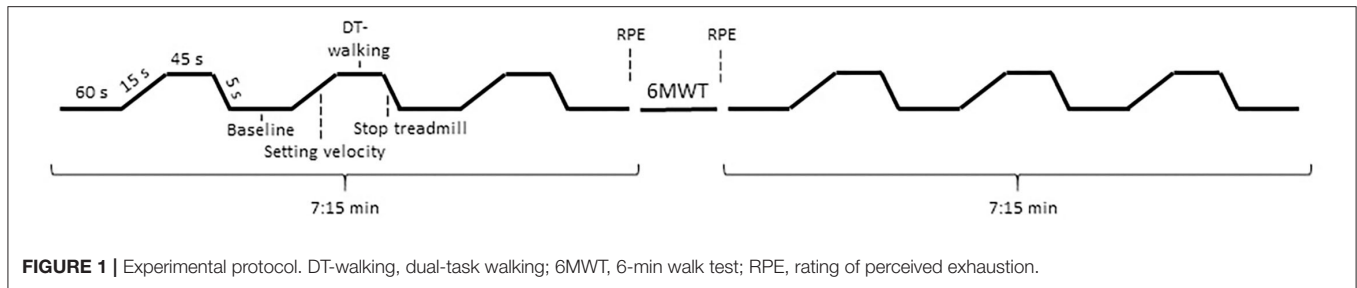 DT-
walking
RPE
RPE
60 s
15 s
45 s
5 s
6MWT
Baseline
Stop treadmill
Setting velocity
7:15 min
7:15 min
FIGURE 1 | Experimental protocol. DT-walking, dual-task walking; 6MWT, 6-min walk test; RPE, rating of perceived exhaustion.